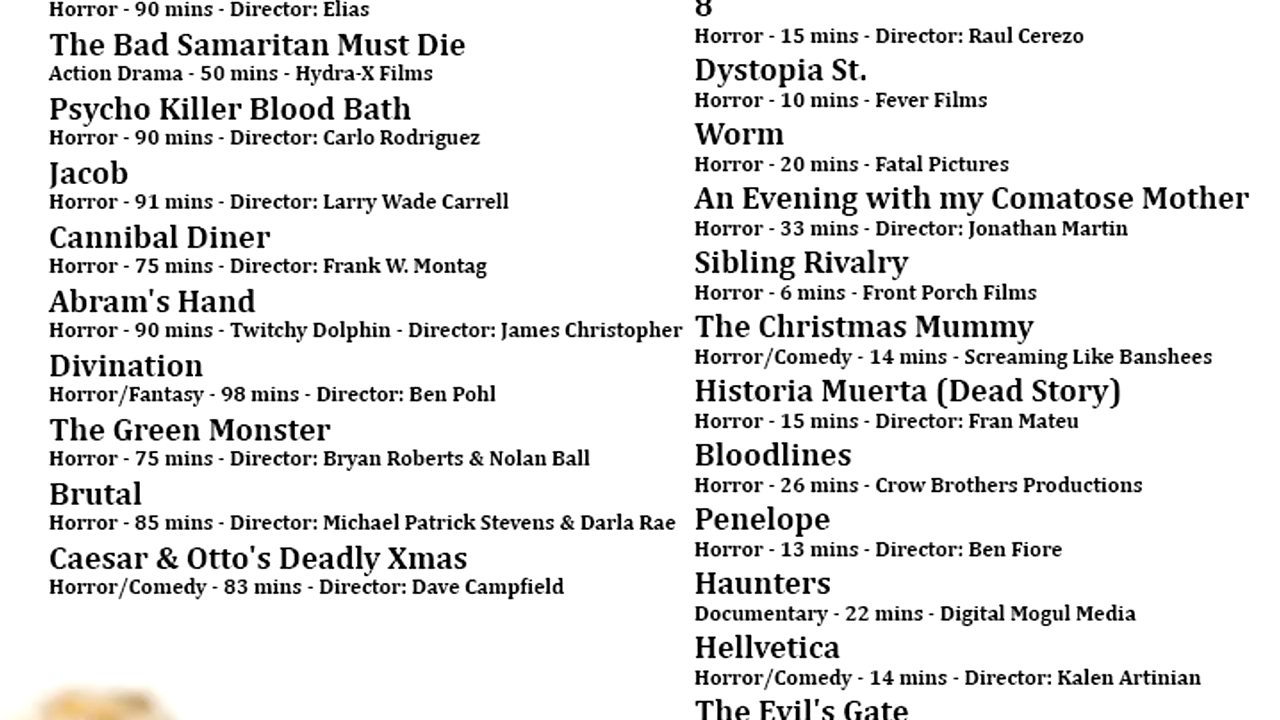 Horror - 90 mins - Director: Elias
The Bad Samaritan Must Die
Action Drama - 50 mins - Hydra-X Films
Psycho Killer Blood Bath
Horror - 90 mins - Director: Carlo Rodriguez
Jacob
Horror - 91 mins - Director: Larry Wade Carrell
Cannibal Diner
Horror - 75 mins - Director: Frank W. Montag
Abram's Hand
Horror - 90 mins - Twitchy Dolphin - Director: James Christopher
Divination
Horror/Fantasy - 98 mins - Director: Ben Pohl
The Green Monster
Horror - 75 mins - Director: Bryan Roberts & Nolan Ball
Brutal
Horror - 85 mins - Director: Michael Patrick Stevens & Darla Rae
Caesar & Otto's Deadly Xmas
Horror/Comedy - 83 mins - Director: Dave Campfield
8
Horror - 15 mins - Director: Raul Cerezo
Dystopia St.
Horror - 10 mins - Fever Films
Worm
Horror - 20 mins - Fatal Pictures
An Evening with my Comatose Mother
Horror - 33 mins - Director: Jonathan Martin
Sibling Rivalry
Horror - 6 mins - Front Porch Films
The Christmas Mummy
Horror/Comedy - 14 mins - Screaming Like Banshees
Historia Muerta (Dead Story)
Horror - 15 mins - Director: Fran Mateu
Bloodlines
Horror - 26 mins - Crow Brothers Productions
Penelope
Horror - 13 mins - Director: Ben Fiore
Haunters
Documentary - 22 mins - Digital Mogul Media
Hellvetica
Horror/Comedy - 14 mins - Director: Kalen Artinian
The Evil's Gate